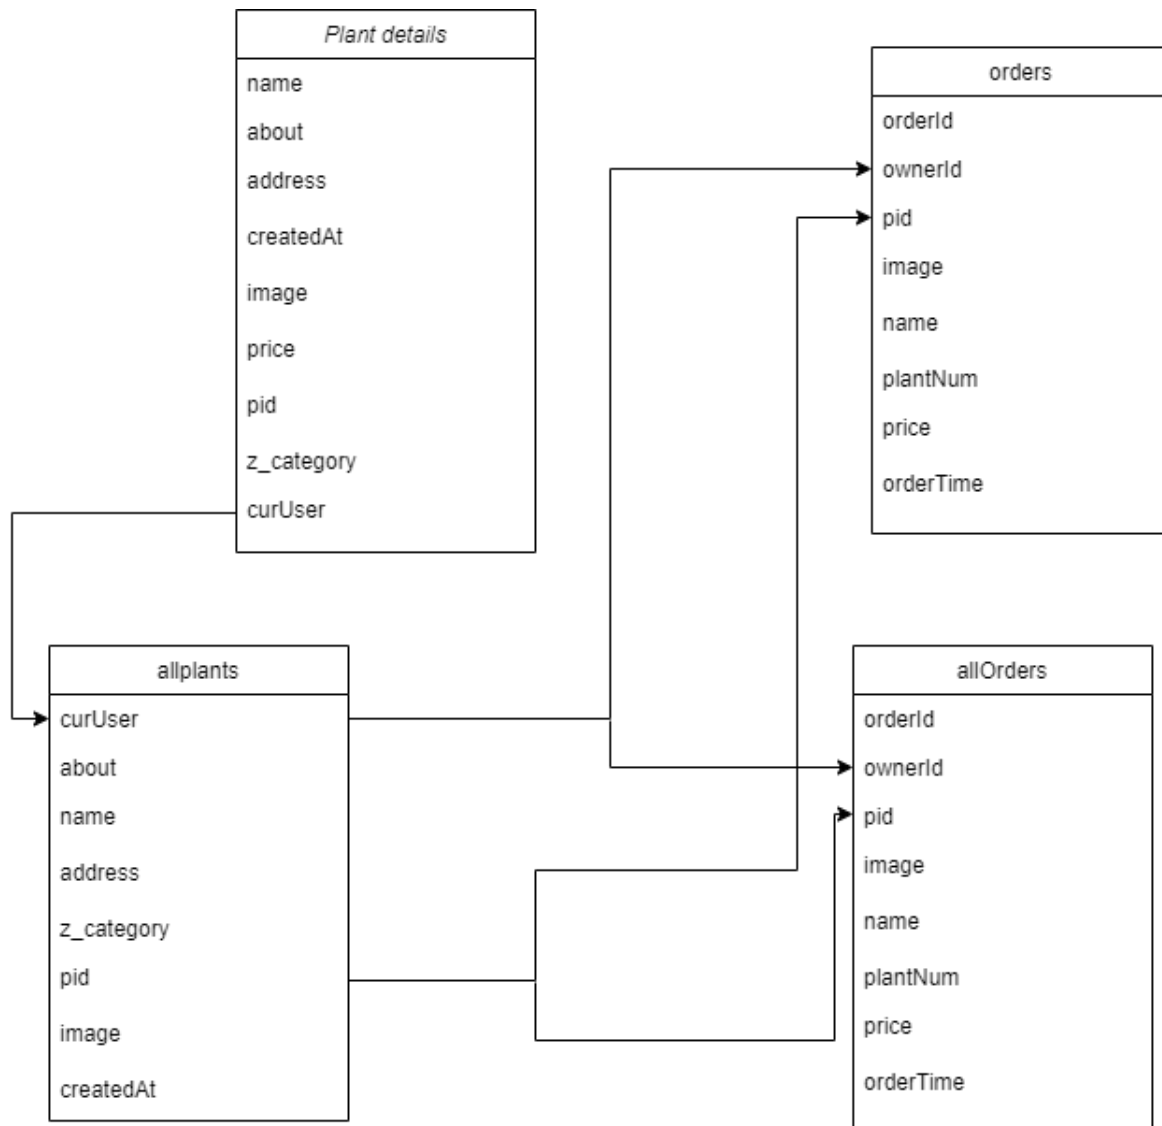 Plant details
name
about
address
createdAt
image
price
pid
z_category
curUser
orders
orderId
ownerId
pid
image
name
plantNum
price
orderTime
allplants
curUser
about
name
address
z_category
pid
image
createdAt
allOrders
orderId
ownerId
pid
image
name
plantNum
price
orderTime